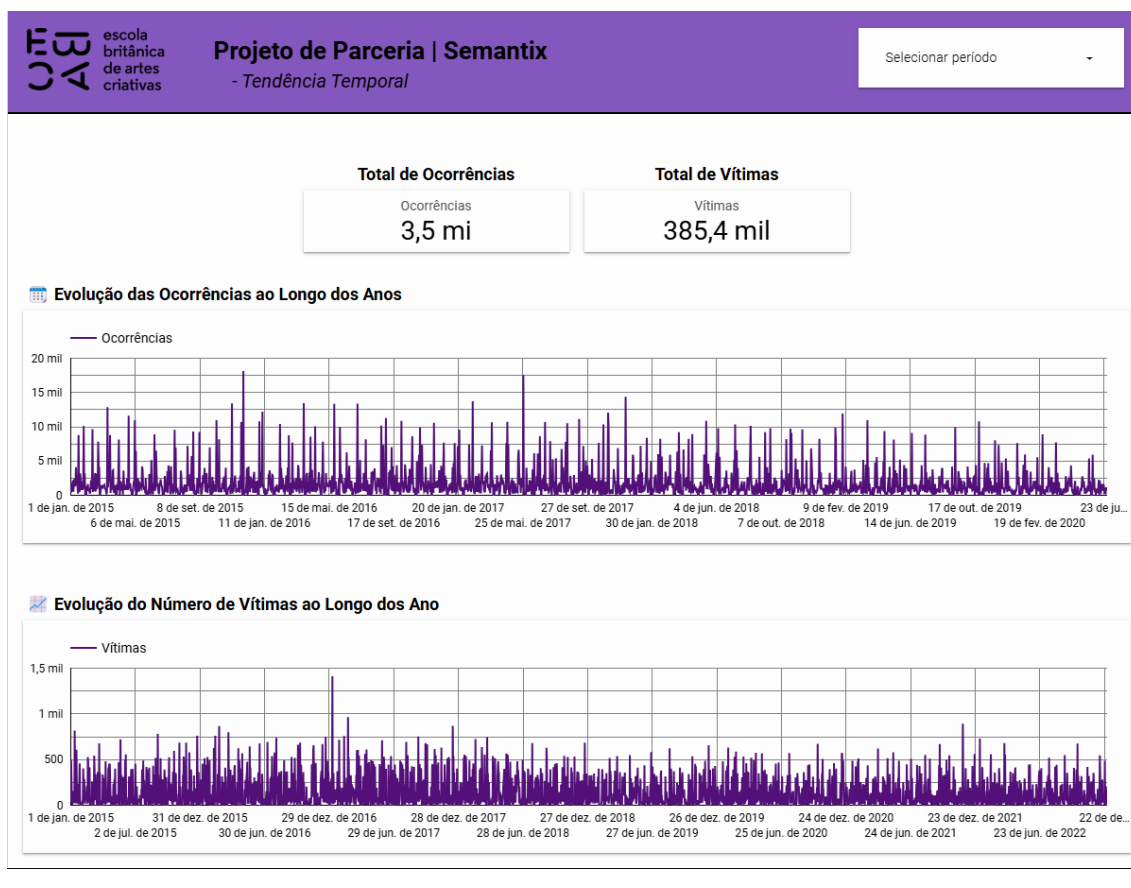 escola
britânica
de artes
criativas
Projeto de Parceria | Semantix
- Tendência Temporal
Selecionar período
Total de Ocorrências
Total de Vítimas
Ocorrências
3,5 mi
Vítimas
385,4 mil
Evolução das Ocorrências ao Longo dos Anos
Ocorrências
20 mil
15 mil
10 mil
5 mil
0
1 de jan. de 2015
8 de set. de 2015
15 de mai. de 2016
20 de jan. de 2017
27 de set. de 2017
4 de jun. de 2018
9 de fev. de 2019
17 de out. de 2019
23 de ju...
6 de mai. de 2015
11 de jan. de 2016
17 de set. de 2016
25 de mai. de 2017
30 de jan. de 2018
7 de out. de 2018
14 de jun. de 2019
19 de fev. de 2020
Evolução do Número de Vítimas ao Longo dos Ano
Vítimas
1,5 mil
1 mil
500
0
1 de jan. de 2015
31 de dez. de 2015
29 de dez. de 2016
28 de dez. de 2017
27 de dez. de 2018
26 de dez. de 2019
24 de dez. de 2020
23 de dez. de 2021
22 de de...
2 de jul. de 2015
30 de jun. de 2016
29 de jun. de 2017
28 de jun. de 2018
27 de jun. de 2019
25 de jun. de 2020
24 de jun. de 2021
23 de jun. de 2022